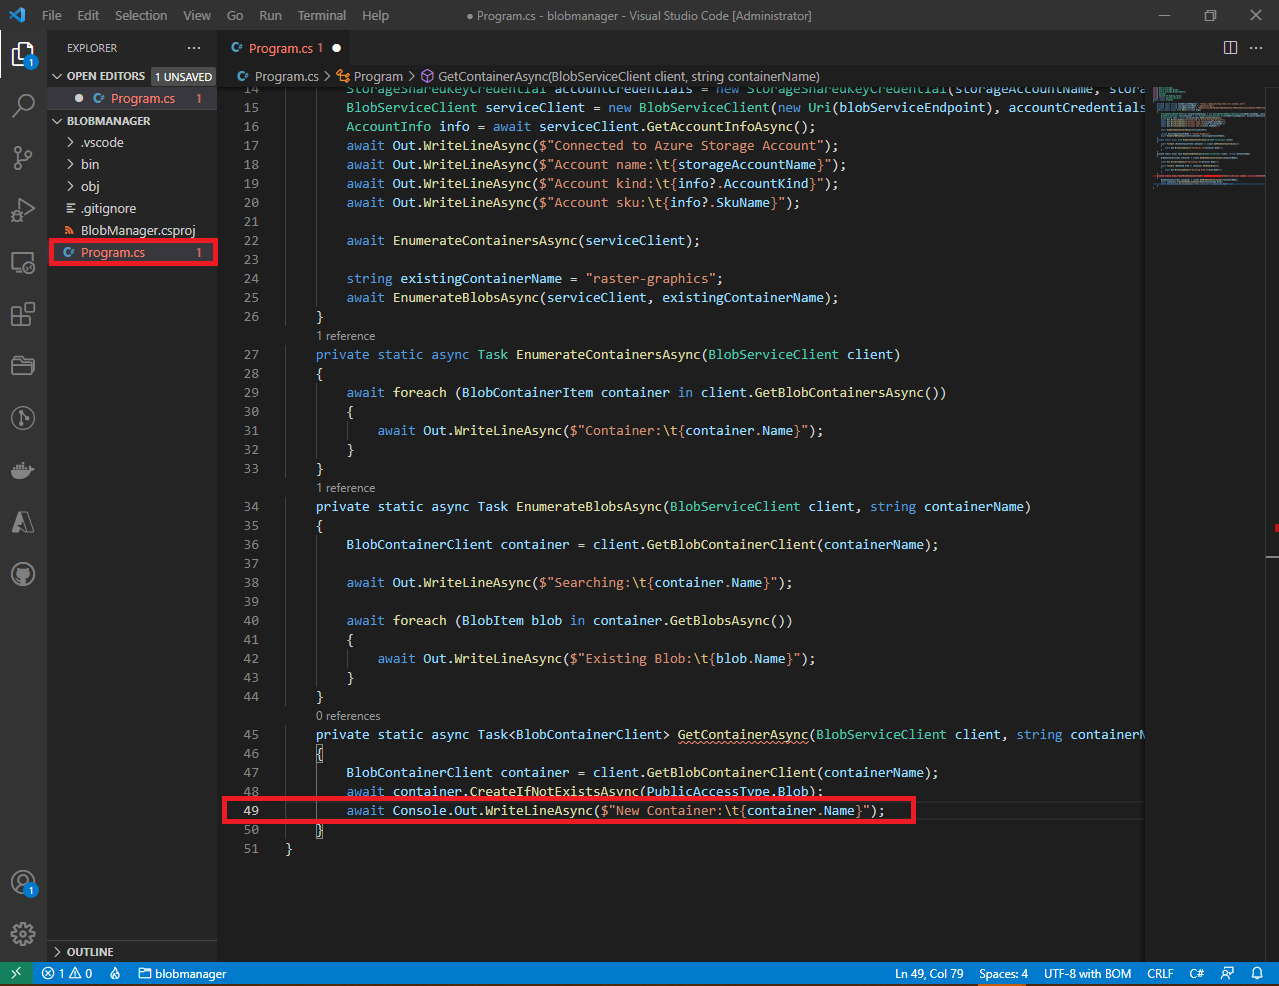 File Edit Selection View Go Run Terminal Help
● Program.cs - blobmanager - Visual Studio Code [Administrator]
EXPLORER
OPEN EDITORS 1 UNSAVED
Program.cs 1
BLOBMANAGER
.vscode
bin
obj
.gitignore
BlobManager.csproj
Program.cs 1
OUTLINE
Program.cs 1
Program.cs > Program > GetContainerAsync(BlobServiceClient client, string containerName)
14 StorageSharedKeyCredential accountCredentials = new StorageSharedKeyCredential(storageAccountName, stora
15 BlobServiceClient serviceClient = new BlobServiceClient(new Uri(blobServiceEndpoint), accountCredentials
16 AccountInfo info = await serviceClient.GetAccountInfoAsync();
17 await Out.WriteLineAsync($"Connected to Azure Storage Account");
18 await Out.WriteLineAsync($"Account name:\t{storageAccountName}");
19 await Out.WriteLineAsync($"Account kind:\t{info?.AccountKind}");
20 await Out.WriteLineAsync($"Account sku:\t{info?.SkuName}");
21
22 await EnumerateContainersAsync(serviceClient);
23
24 string existingContainerName = "raster-graphics";
25 await EnumerateBlobsAsync(serviceClient, existingContainerName);
26 }
1 reference
27 private static async Task EnumerateContainersAsync(BlobServiceClient client)
28 {
29 await foreach (BlobContainerItem container in client.GetBlobContainersAsync())
30 {
31 await Out.WriteLineAsync($"Container:\t{container.Name}");
32 }
33 }
1 reference
34 private static async Task EnumerateBlobsAsync(BlobServiceClient client, string containerName)
35 {
36 BlobContainerClient container = client.GetBlobContainerClient(containerName);
37
38 await Out.WriteLineAsync($"Searching:\t{container.Name}");
39
40 await foreach (BlobItem blob in container.GetBlobsAsync())
41 {
42 await Out.WriteLineAsync($"Existing Blob:\t{blob.Name}");
43 }
44 }
0 references
45 private static async Task<BlobContainerClient> GetContainerAsync(BlobServiceClient client, string containerN
46 {
47 BlobContainerClient container = client.GetBlobContainerClient(containerName);
48 await container.CreateIfNotExistsAsync(PublicAccessType.Blob);
49 await Console.Out.WriteLineAsync($"New Container:\t{container.Name}");
50 }
51 }
1 0 blobmanager Ln 49, Col 79 Spaces: 4 UTF-8 with BOM CRLF C#